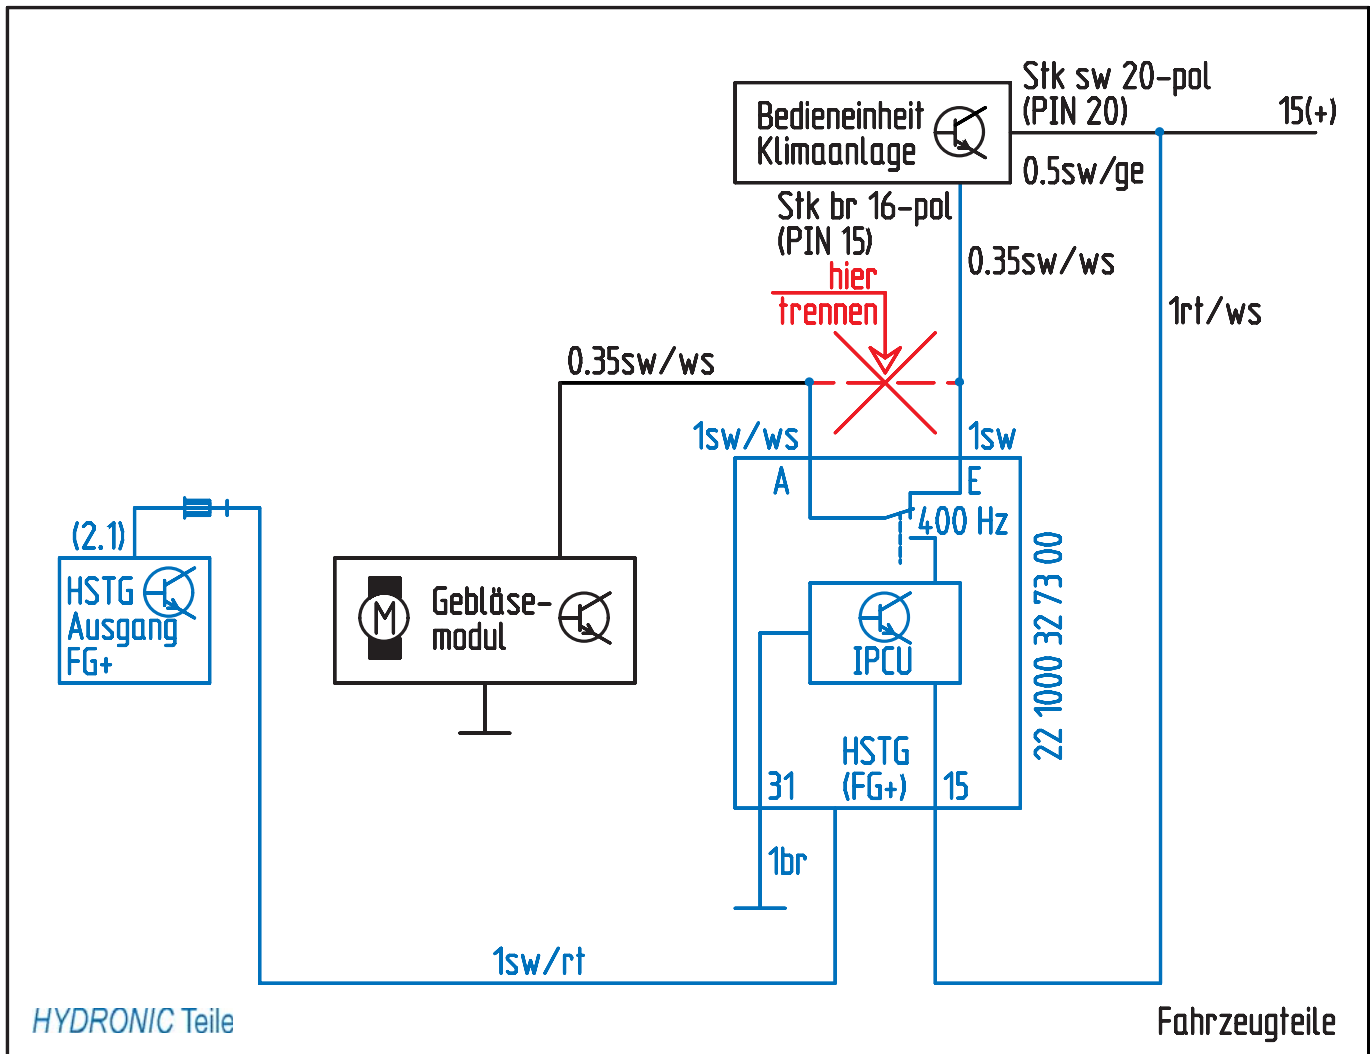 Stk sw 20-pol
(PIN 20)
15(+)
Bedieneinheit
Klimaanlage
0.5sw/ge
Stk br 16-pol
(PIN 15)
0.35sw/ws
hier
trennen
1rt/ws
0.35sw/ws
1sw/ws
1sw
A
E
400 Hz
(2.1)
HSTG
Ausgang
FG+
M
Gebläse-
modul
IPCU
22 1000 32 73 00
HSTG
(FG+)
31
15
1br
1sw/rt
HYDRONIC Teile
Fahrzeugteile